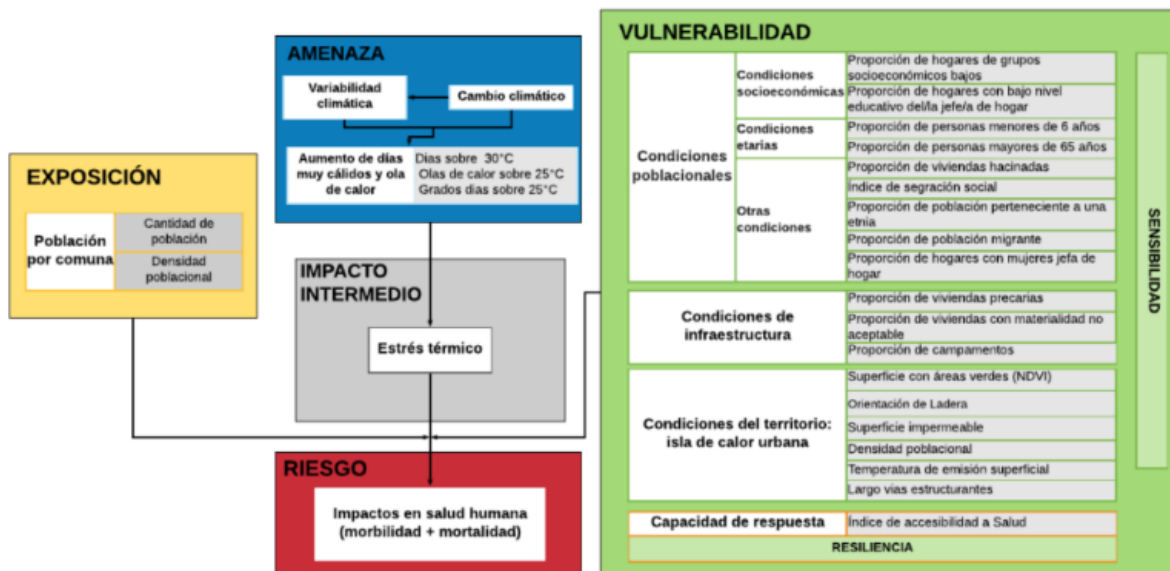 EXPOSICIÓN
Población
por comuna
Cantidad de
población
Densidad
poblacional
AMENAZA
Variabilidad
climática
Cambio climático
Aumento de días
muy cálidos y ola
de calor
Dias sobre 30°C
Olas de calor sobre 25°C
Grados dias sobre 25°C
IMPACTO
INTERMEDIO
Estrés térmico
RIESGO
Impactos en salud humana
(morbilidad + mortalidad)
VULNERABILIDAD
Condiciones
poblacionales
Condiciones
socioeconómicas
Proporción de hogares de grupos
socioeconómicos bajos
Proporción de hogares con bajo nivel
educativo del/la jefe/a de hogar
Condiciones
etarias
Proporción de personas menores de 6 años
Proporción de personas mayores de 65 años
Otras
condiciones
Proporción de viviendas hacinadas
Índice de segración social
Proporción de población perteneciente a una
etnia
Proporción de población migrante
Proporción de hogares con mujeres jefa de
hogar
Condiciones de
infraestructura
Proporción de viviendas precarias
Proporción de viviendas con materialidad no
aceptable
Proporción de campamentos
Condiciones del territorio:
isla de calor urbana
Superficie con áreas verdes (NDVI)
Orientación de Ladera
Superficie impermeable
Densidad poblacional
Temperatura de emisión superficial
Largo vias estructurantes
SENSIBILIDAD
Capacidad de respuesta
Índice de accesibilidad a Salud
RESILIENCIA